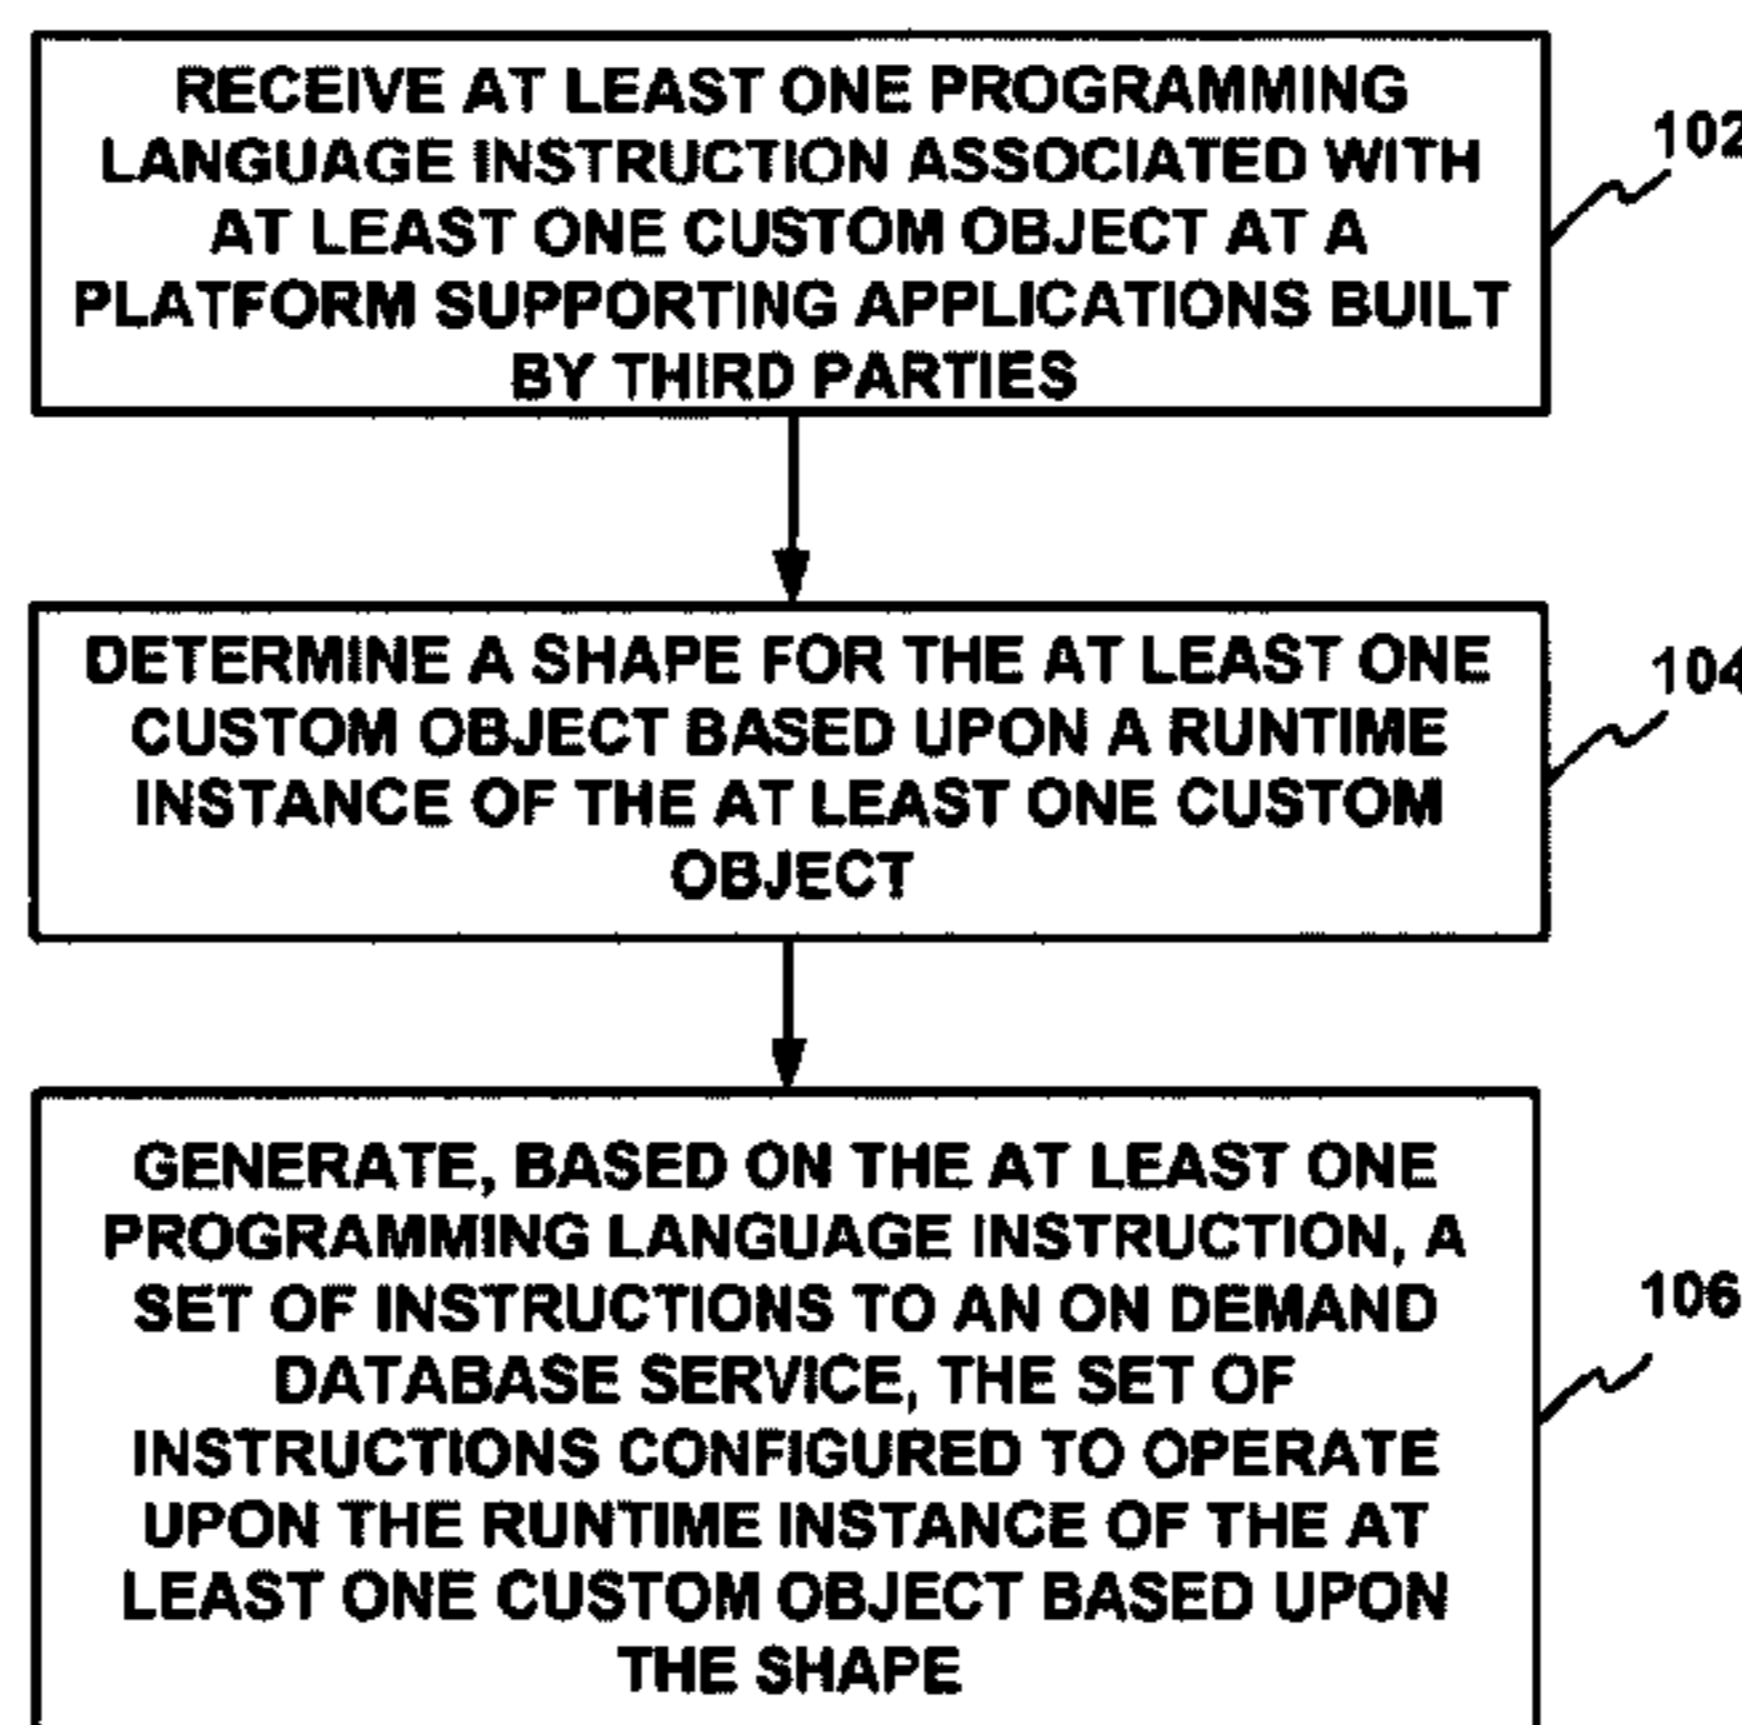 RECEIVE AT LEAST ONE PROGRAMMING
LANGUAGE INSTRUCTION ASSOCIATED WITH
AT LEAST ONE CUSTOM OBJECT AT A
PLATFORM SUPPORTING APPLICATIONS BUILT
BY THIRD PARTIES
102
DETERMINE A SHAPE FOR THE AT LEAST ONE
CUSTOM OBJECT BASED UPON A RUNTIME
INSTANCE OF THE AT LEAST ONE CUSTOM
OBJECT
104
GENERATE, BASED ON THE AT LEAST ONE
PROGRAMMING LANGUAGE INSTRUCTION, A
SET OF INSTRUCTIONS TO AN ON DEMAND
DATABASE SERVICE, THE SET OF
INSTRUCTIONS CONFIGURED TO OPERATE
UPON THE RUNTIME INSTANCE OF THE AT
LEAST ONE CUSTOM OBJECT BASED UPON
THE SHAPE
106